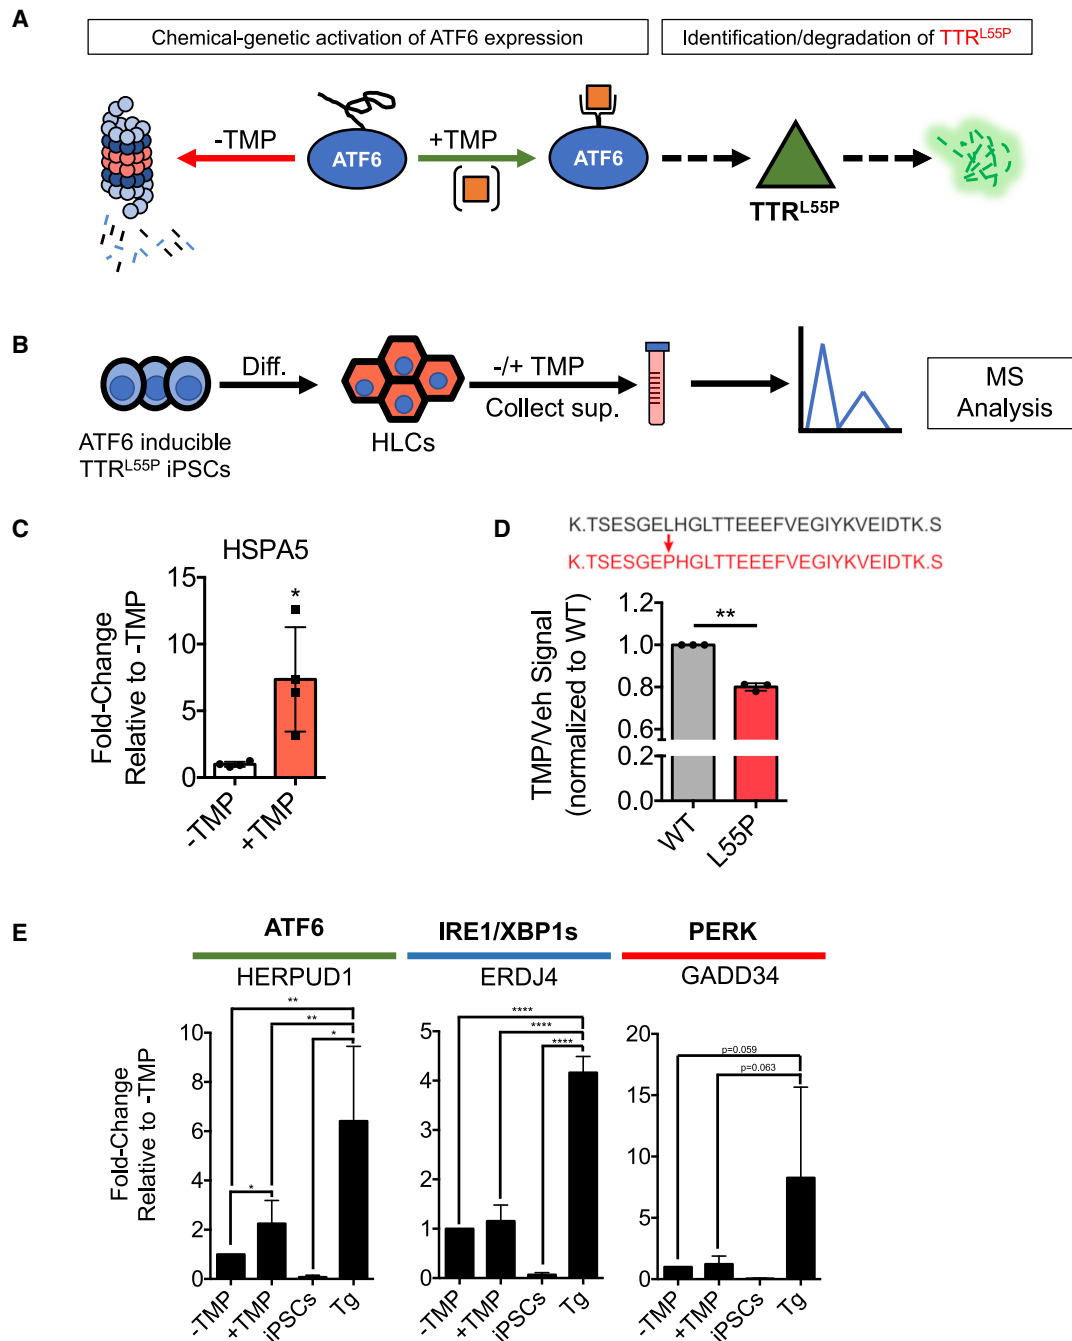 A
Chemical-genetic activation of ATF6 expression
Identification/degradation of TTRL55P
-TMP
ATF6
+TMP
ATF6
TTRL55P
B
Diff.
-/+ TMP
Collect sup.
MS
Analysis
ATF6 inducible
TTRL55P iPSCs
HLCs
C
HSPA5
Fold-Change
Relative to -TMP
15
10
5
0
*
-TMP
+TMP
D
K.TSESGELHGLTTEEEFVEGIYKVEIDTK.S
K.TSESGEPHGLTTEEEFVEGIYKVEIDTK.S
TMP/Veh Signal
(normalized to WT)
1.2
1.0
0.8
0.6
0.2
0.0
**
WT
L55P
E
ATF6
HERPUD1
Fold-Change
Relative to -TMP
10
8
6
4
2
0
**
**
*
*
-TMP
+TMP
iPSCs
Tg
IRE1/XBP1s
ERDJ4
5
4
3
2
1
0
****
****
****
-TMP
+TMP
iPSCs
Tg
PERK
GADD34
20
15
10
5
0
p=0.059
p=0.063
-TMP
+TMP
iPSCs
Tg